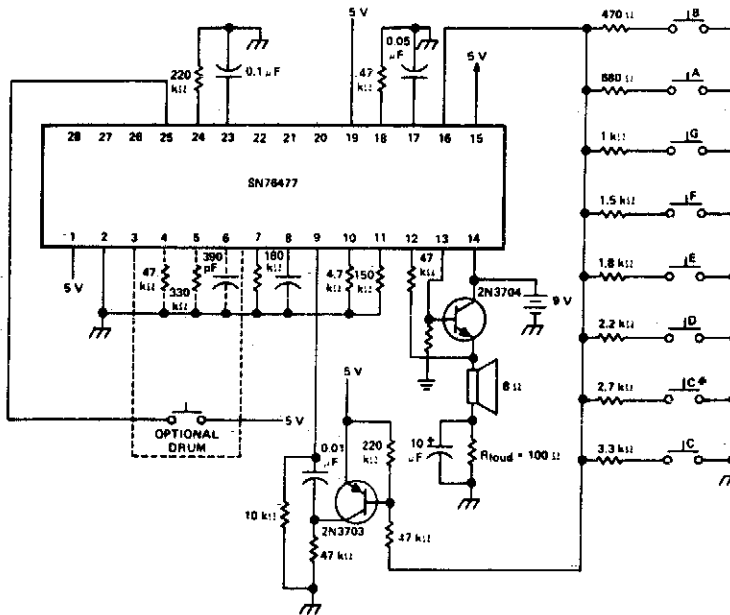 5 V
0.05 µF
470 Ω
B
220 kΩ
0.1 µF
47 kΩ
5 V
680 Ω
A
28 27 26 25 24 23 22 21 20 19 18 17 16 15
1 kΩ
G
SN76477
1.5 kΩ
F
1 2 3 4 5 6 7 8 9 10 11 12 13 14
390 pF
180 kΩ
47 kΩ
1.8 kΩ
E
5 V
47 kΩ
330 kΩ
4.7 kΩ
150 kΩ
2N3704
9 V
2.2 kΩ
D
5 V
8 Ω
2.7 kΩ
C#
5 V
OPTIONAL DRUM
0.01 µF
220 kΩ
10 µF
+
Rloud = 100 Ω
3.3 kΩ
C
10 kΩ
2N3703
47 kΩ
47 kΩ